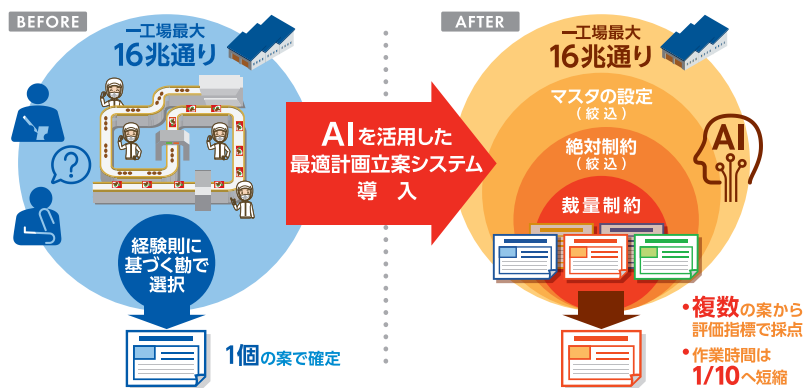 BEFORE
一工場最大
16兆通り
?
経験則に
基づく勘で
選択
1個の案で確定
AIを活用した
最適計画立案システム
導入
AFTER
一工場最大
16兆通り
マスタの設定
(絞込)
絶対制約
(絞込)
裁量制約
AI
・複数の案から
評価指標で採点
・作業時間は
1/10へ短縮